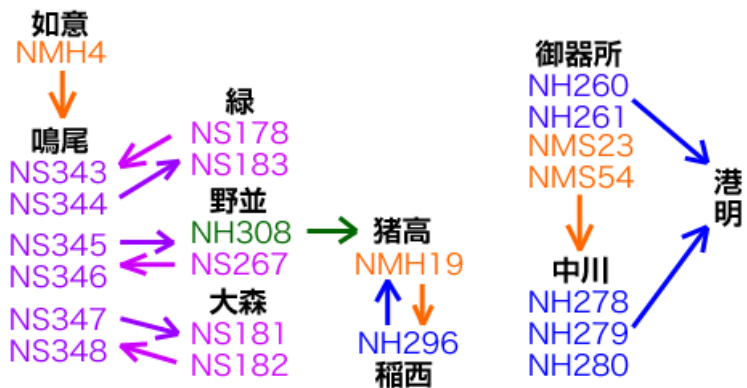 如意
NMH4
鳴尾
NS343
NS344
NS345
NS346
NS347
NS348
緑
NS178
NS183
野並
NH308
NS267
大森
NS181
NS182
猪高
NMH19
NH296
稲西
御器所
NH260
NH261
NMS23
NMS54
中川
NH278
NH279
NH280
港明